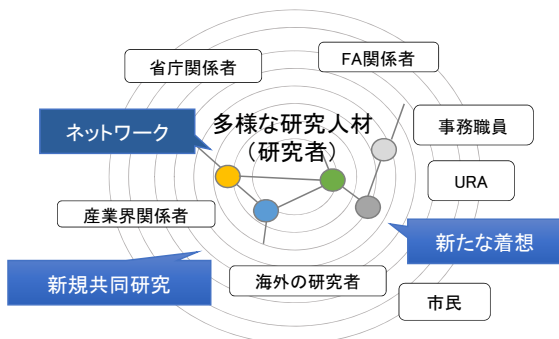 FA関係者
省庁関係者
ネットワーク
多様な研究人材
(研究者)
事務職員
URA
産業界関係者
新たな着想
新規共同研究
海外の研究者
市民